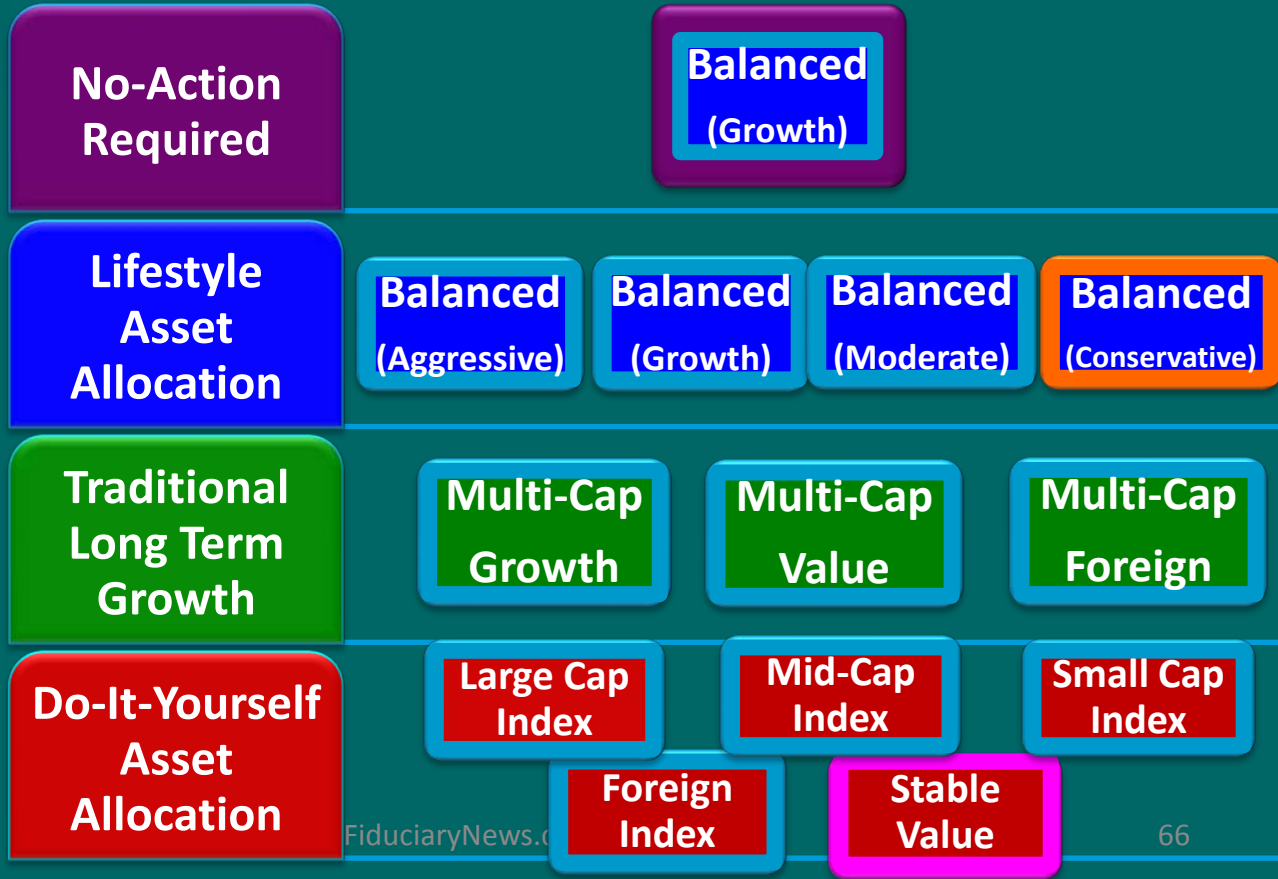 No-Action
Required
Balanced
(Growth)
Lifestyle
Asset
Allocation
Balanced
(Aggressive)
Balanced
(Growth)
Balanced
(Moderate)
Balanced
(Conservative)
Traditional
Long Term
Growth
Multi-Cap
Growth
Multi-Cap
Value
Multi-Cap
Foreign
Do-It-Yourself
Asset
Allocation
Large Cap
Index
Mid-Cap
Index
Small Cap
Index
Foreign
Index
Stable
Value
FiduciaryNews.c
66